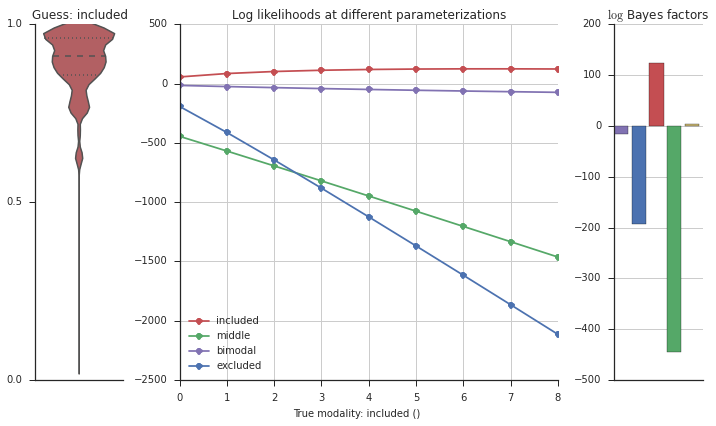 Guess: included
1.0
0.5
0.0
Log likelihoods at different parameterizations
500
0
−500
−1000
−1500
−2000
−2500
included
middle
bimodal
excluded
0 1 2 3 4 5 6 7 8
True modality: included ()
log Bayes factors
200
100
0
−100
−200
−300
−400
−500